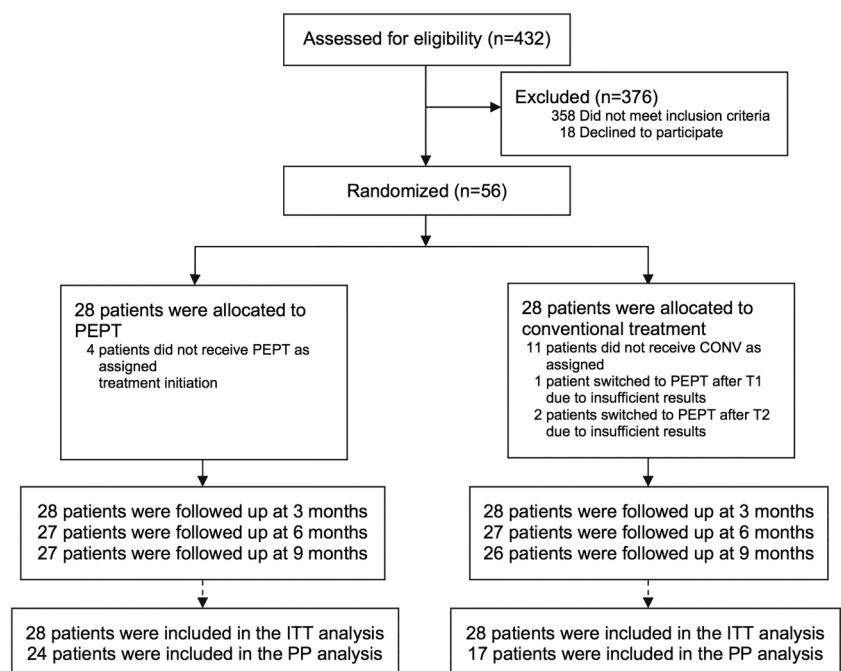 Assessed for eligibility (n=432)
Excluded (n=376)
358 Did not meet inclusion criteria
18 Declined to participate
Randomized (n=56)
28 patients were allocated to
PEPT
4 patients did not receive PEPT as
assigned
treatment initiation
28 patients were allocated to
conventional treatment
11 patients did not receive CONV as
assigned
1 patient switched to PEPT after T1
due to insufficient results
2 patients switched to PEPT after T2
due to insufficient results
28 patients were followed up at 3 months
27 patients were followed up at 6 months
27 patients were followed up at 9 months
28 patients were followed up at 3 months
27 patients were followed up at 6 months
26 patients were followed up at 9 months
28 patients were included in the ITT analysis
24 patients were included in the PP analysis
28 patients were included in the ITT analysis
17 patients were included in the PP analysis